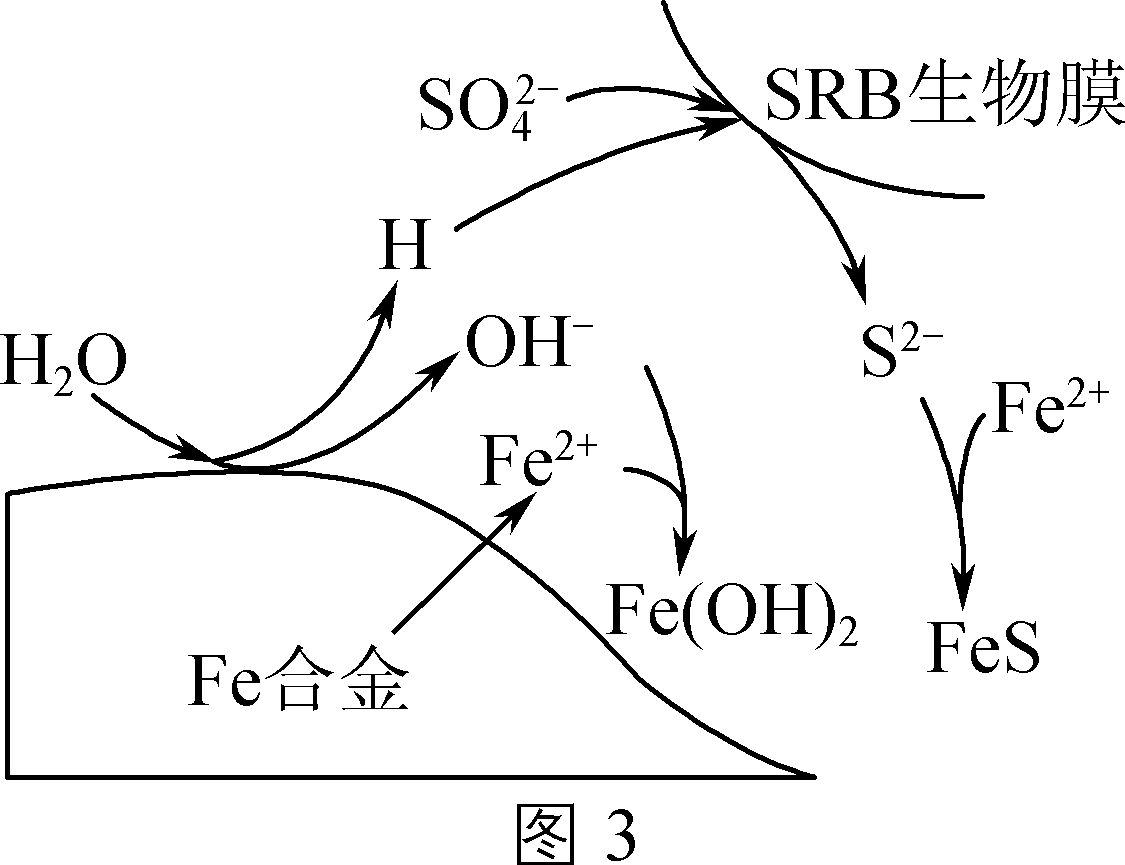 SO₄²⁻
SRB生物膜
H
H₂O
OH⁻
S²⁻
Fe²⁺
Fe²⁺
Fe(OH)₂
FeS
Fe合金
图 3